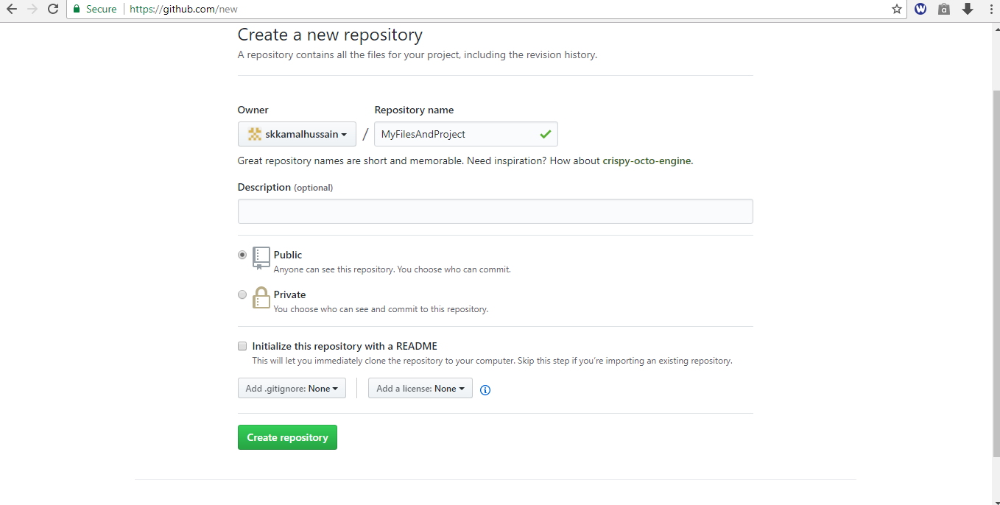 Secure https://github.com/new
Create a new repository
A repository contains all the files for your project, including the revision history.
Owner Repository name
skkamalhussain / MyFilesAndProject
Great repository names are short and memorable. Need inspiration? How about crispy-octo-engine.
Description (optional)
Public
Anyone can see this repository. You choose who can commit.
Private
You choose who can see and commit to this repository.
Initialize this repository with a README
This will let you immediately clone the repository to your computer. Skip this step if you're importing an existing repository.
Add .gitignore: None Add a license: None
Create repository